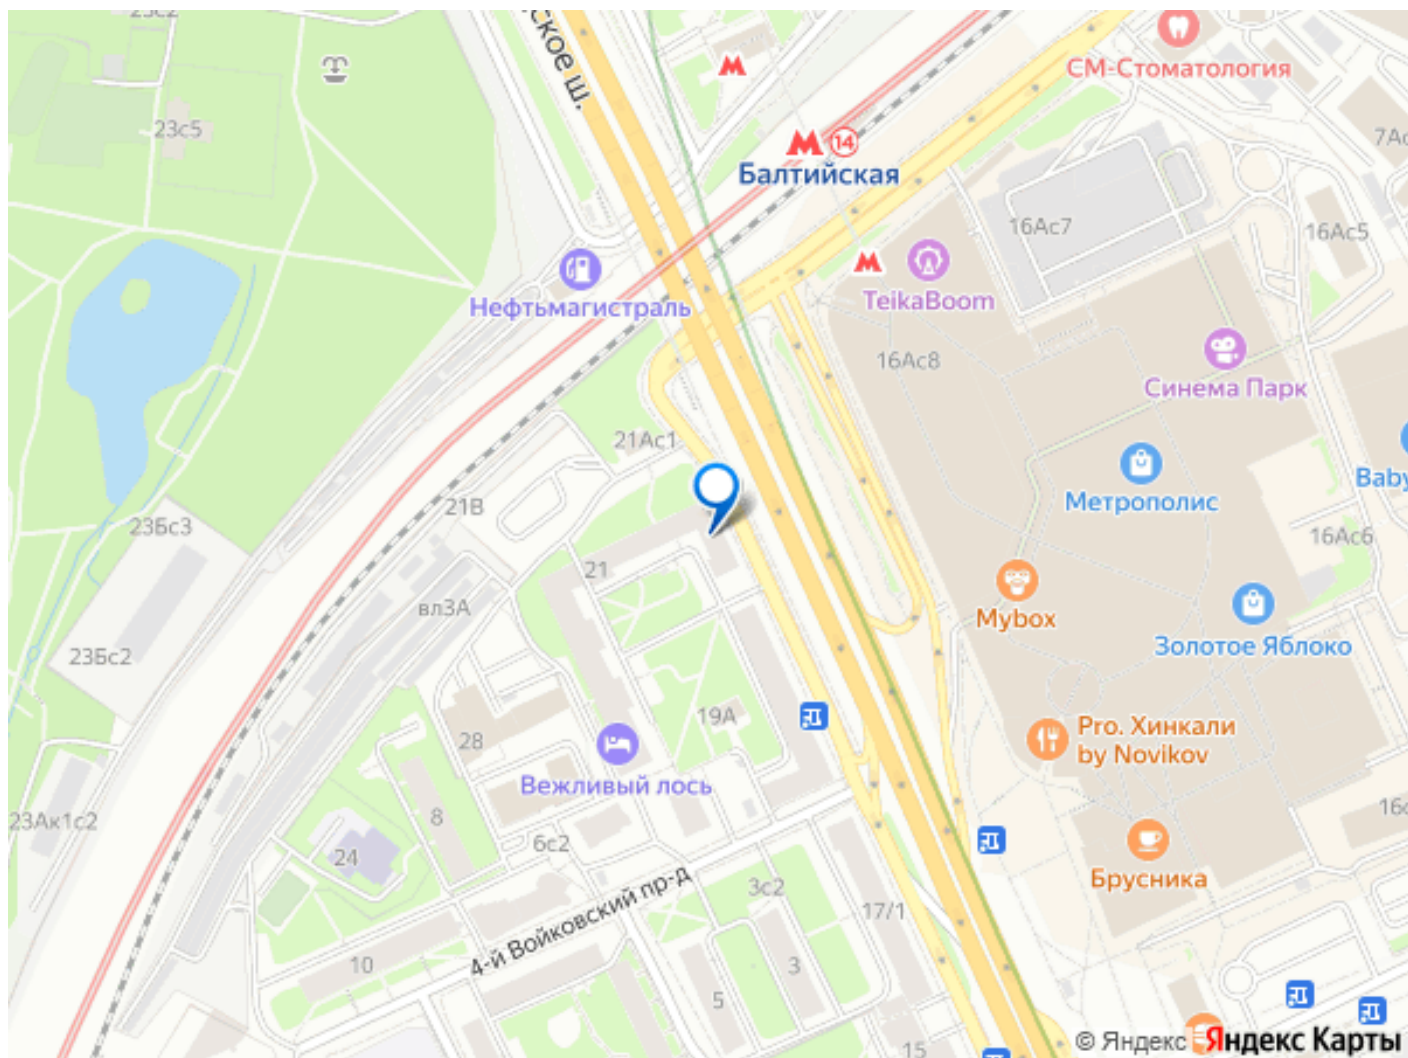 23с2
ское ш.
СМ-Стоматология
23с5
14
Балтийская
16Ас7
16Ас5
Нефтьмагистраль
TeikaBoom
16Ас8
Синема Парк
21Ас1
Метрополис
21В
23Бс3
16Ас6
21
Mybox
вл3А
Золотое Яблоко
23Бс2
19А
Pro. Хинкали
by Novikov
28
Вежливый лось
8
23Ак1с2
6с2
24
Брусника
3с2
4-й Войковский пр-д
17/1
10
3
5
15
© Яндекс
Яндекс Карты